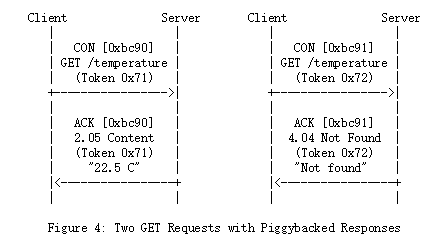 Client Server Client Server
CON [0xbc90] CON [0xbc91]
GET /temperature GET /temperature
(Token 0x71) (Token 0x72)
ACK [0xbc90] ACK [0xbc91]
2.05 Content 4.04 Not Found
(Token 0x71) (Token 0x72)
"22.5 C" "Not found"
Figure 4: Two GET Requests with Piggybacked Responses